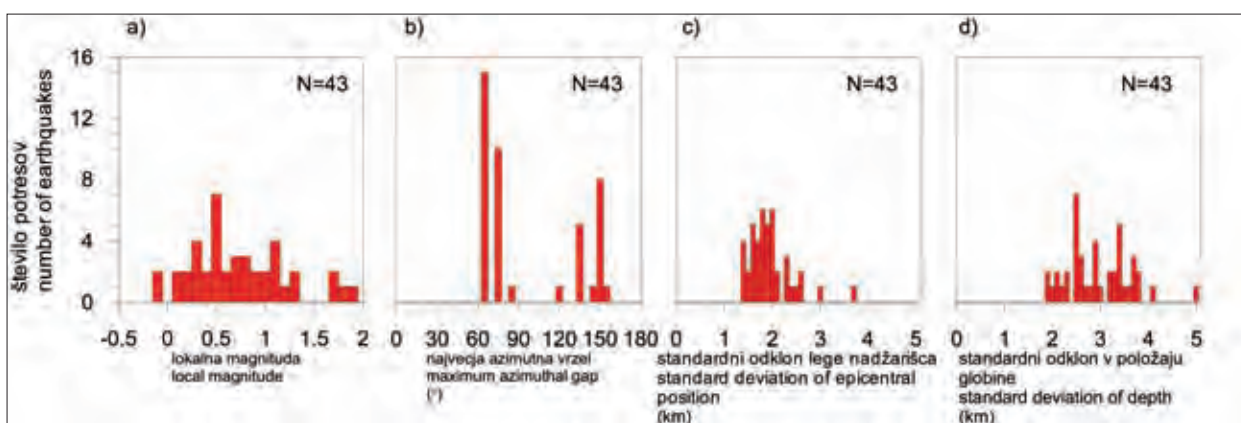 a)
b)
c)
d)
število potresov
number of earthquakes
16
12
8
4
0
N=43
N=43
N=43
N=43
-0.5 0 0.5 1 1.5 2
0 30 60 90 120 150 180
0 1 2 3 4 5
0 1 2 3 4 5
lokalna magnituda
local magnitude
največja azimutna vrzel
maximum azimuthal gap
(°)
standardni odklon lege nadžarišča
standard deviation of epicentral
position
(km)
standardni odklon v položaju
globine
standard deviation of depth
(km)